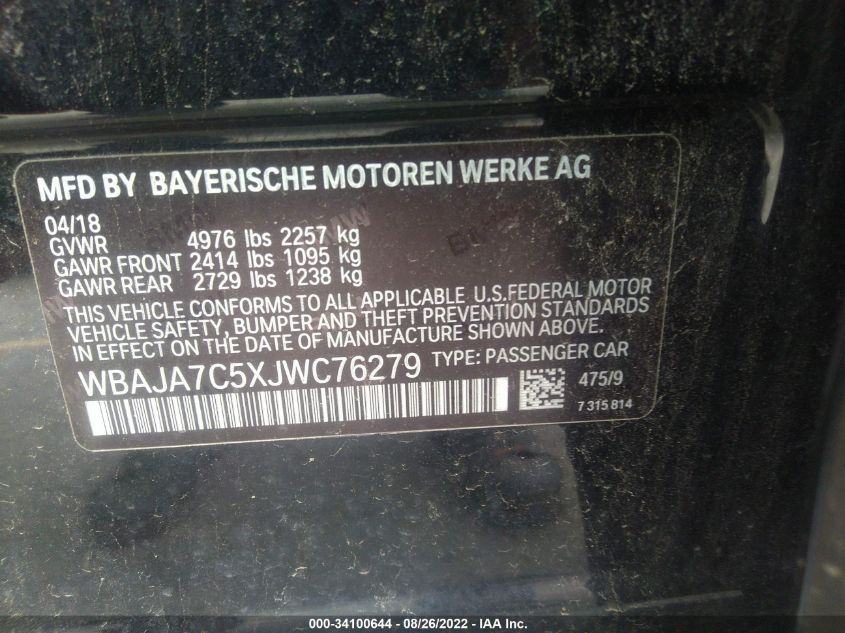 MFD BY BAYERISCHE MOTOREN WERKE AG
04/18
GVWR 4976 lbs 2257 kg
GAWR FRONT 2414 lbs 1095 kg
GAWR REAR 2729 lbs 1238 kg
THIS VEHICLE CONFORMS TO ALL APPLICABLE U.S.FEDERAL MOTOR
VEHICLE SAFETY, BUMPER AND THEFT PREVENTION STANDARDS
IN EFFECT ON THE DATE OF MANUFACTURE SHOWN ABOVE.
WBAJA7C5XJWC76279 TYPE: PASSENGER CAR
475/9
7 315 814
000-34100644 - 08/26/2022 - IAA Inc.